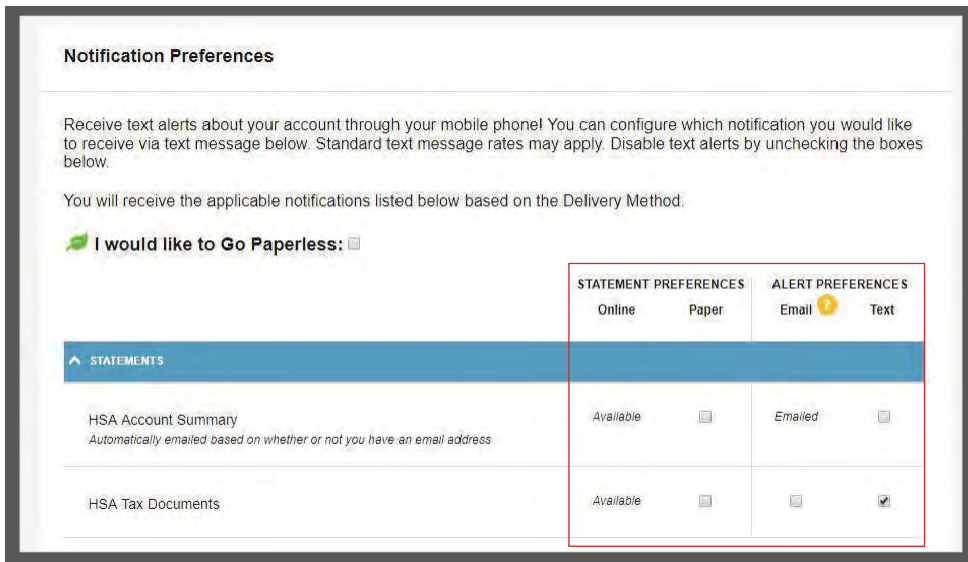 Notification Preferences
Receive text alerts about your account through your mobile phone! You can configure which notification you would like
to receive via text message below. Standard text message rates may apply. Disable text alerts by unchecking the boxes
below.
You will receive the applicable notifications listed below based on the Delivery Method.
I would like to Go Paperless:
STATEMENT PREFERENCES ALERT PREFERENCES
Online Paper Email ? Text
STATEMENTS
HSA Account Summary Available Emailed
Automatically emailed based on whether or not you have an email address
HSA Tax Documents Available